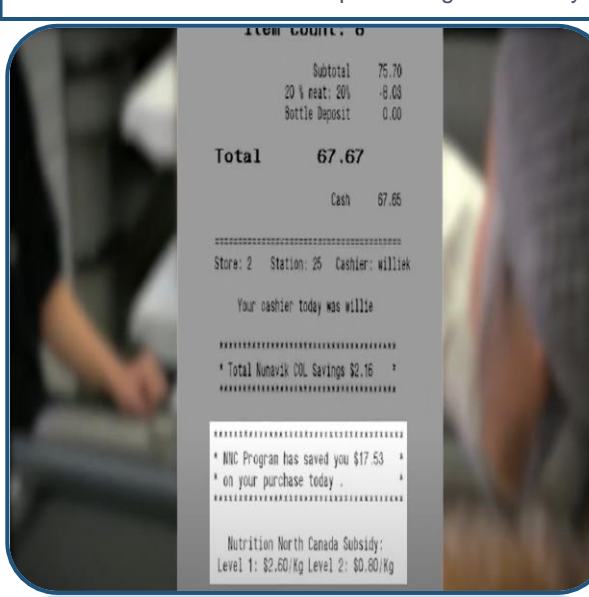 Item Count: 6
Subtotal 75.70
20 % meat: 20% -8.03
Bottle Deposit 0.00
Total 67.67
Cash 67.65
Store: 2 Station: 25 Cashier: williek
Your cashier today was willie
* Total Nunavik COL Savings $2.16 *
* NNC Program has saved you $17.53 *
* on your purchase today . *
Nutrition North Canada Subsidy:
Level 1: $2.60/Kg Level 2: $0.80/Kg